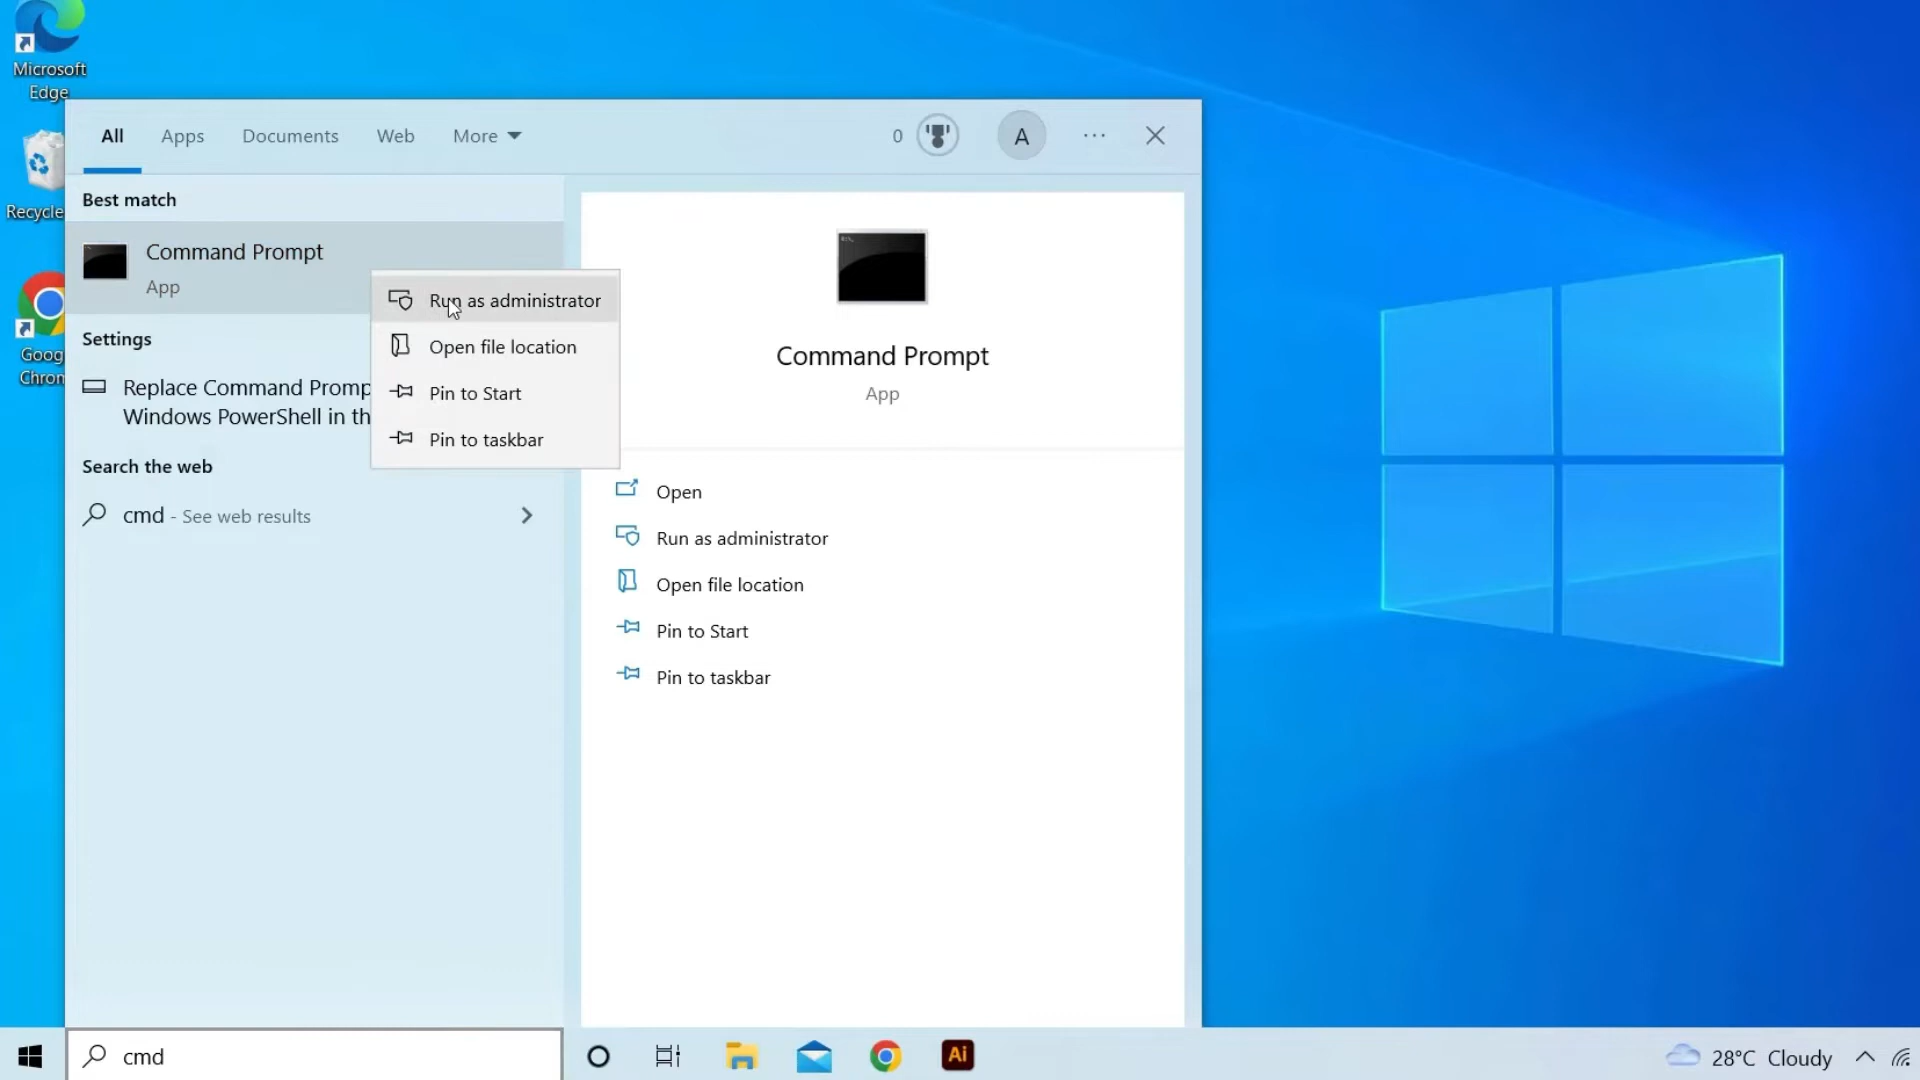 Microsoft
Edge
Recycle
Goog
Chrom
All
Apps
Documents
Web
More
0
A
Best match
Command Prompt
App
Settings
Replace Command Promp
Windows PowerShell in th
Search the web
cmd - See web results
Run as administrator
Open file location
Pin to Start
Pin to taskbar
Command Prompt
App
Open
Run as administrator
Open file location
Pin to Start
Pin to taskbar
cmd
Ai
28°C Cloudy